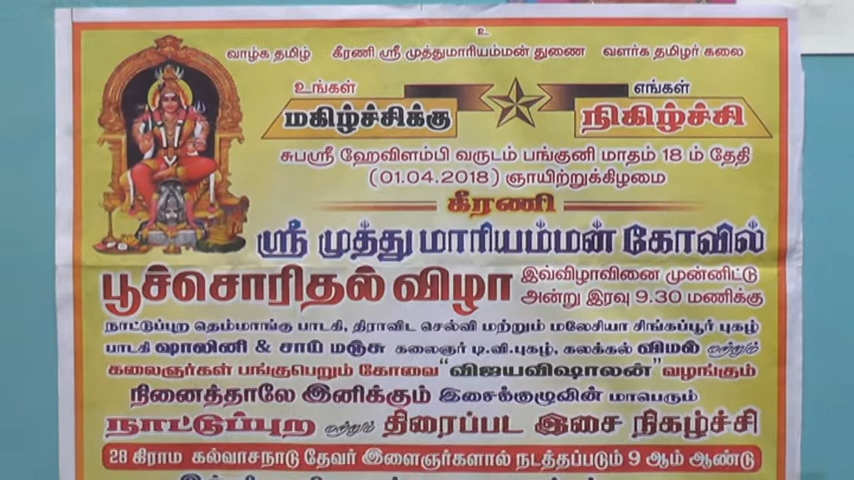 உ
வாழ்க தமிழ் கீரணி ஸ்ரீ முத்துமாரியம்மன் துணை வளர்க தமிழர் கலை
உங்கள் எங்கள்
மகிழ்ச்சிக்கு நிகிழ்ச்சி
சுபஸ்ரீ ஹேவிளம்பி வருடம் பங்குனி மாதம் 18 ம் தேதி
(01.04.2018) ஞாயிற்றுக்கிழமை
கீரணி
ஸ்ரீ முத்து மாரியம்மன் கோவில்
பூச்சொரிதல் விழா இவ்விழாவினை முன்னிட்டு
அன்று இரவு 9.30 மணிக்கு
நாட்டுப்புற தெம்மாங்கு பாடகி, திராவிட செல்வி மற்றும் மலேசியா சிங்கப்பூர் புகழ்
பாடகி ஷாலினி & சாய் மஞ்சு கலைஞர் டி.வி.புகழ், கலக்கல் விமல் மற்றும்
கலைஞர்கள் பங்குபெறும் கோவை "விஜயவிஷாலன்" வழங்கும்
நினைத்தாலே இனிக்கும் இசைக்குழுவின் மாபெரும்
நாட்டுப்புற மற்றும் திரைப்பட இசை நிகழ்ச்சி
28 கிராம கல்வாசநாடு தேவர் இளைஞர்களால் நடத்தப்படும் 9 ஆம் ஆண்டு